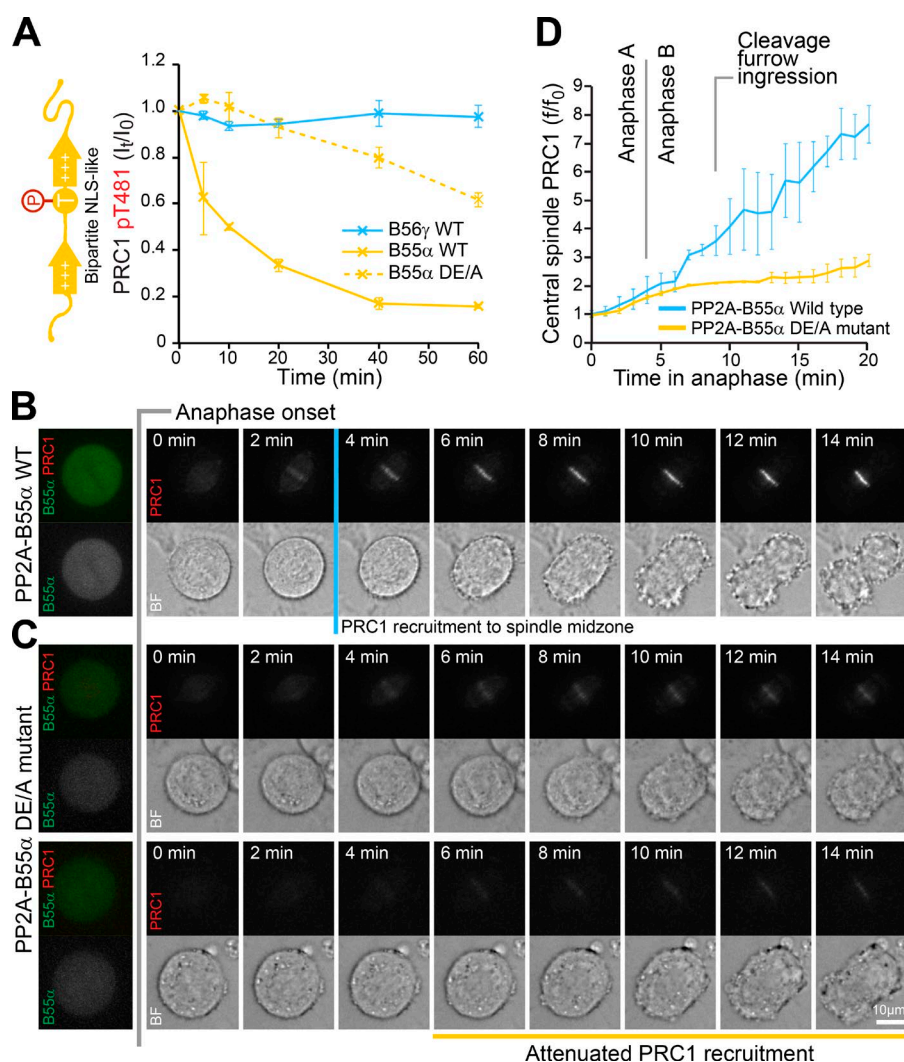 A
Bipartite NLS-like
+++
P
T
+++
PRC1 pT481 (It/I0)
1.2
1.0
0.8
0.6
0.4
0.2
0
10
20
30
40
50
60
Time (min)
B56γ WT
B55α WT
B55α DE/A
D
Cleavage
furrow
ingression
Anaphase A
Anaphase B
Central spindle PRC1 (f/f0)
9
8
7
6
5
4
3
2
1
0
0
5
10
15
20
Time in anaphase (min)
PP2A-B55α Wild type
PP2A-B55α DE/A mutant
B
Anaphase onset
PP2A-B55α WT
B55α PRC1
B55α
PRC1
BF
0 min
2 min
4 min
6 min
8 min
10 min
12 min
14 min
PRC1 recruitment to spindle midzone
C
PP2A-B55α DE/A mutant
B55α PRC1
B55α
PRC1
BF
0 min
2 min
4 min
6 min
8 min
10 min
12 min
14 min
B55α PRC1
B55α
PRC1
BF
0 min
2 min
4 min
6 min
8 min
10 min
12 min
14 min
10μm
Attenuated PRC1 recruitment